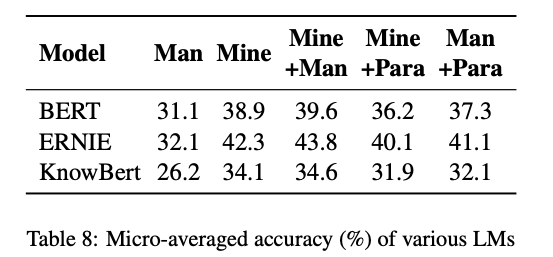 Model Man Mine Mine +Man Mine +Para Man +Para
BERT 31.1 38.9 39.6 36.2 37.3
ERNIE 32.1 42.3 43.8 40.1 41.1
KnowBert 26.2 34.1 34.6 31.9 32.1
Table 8: Micro-averaged accuracy (%) of various LMs